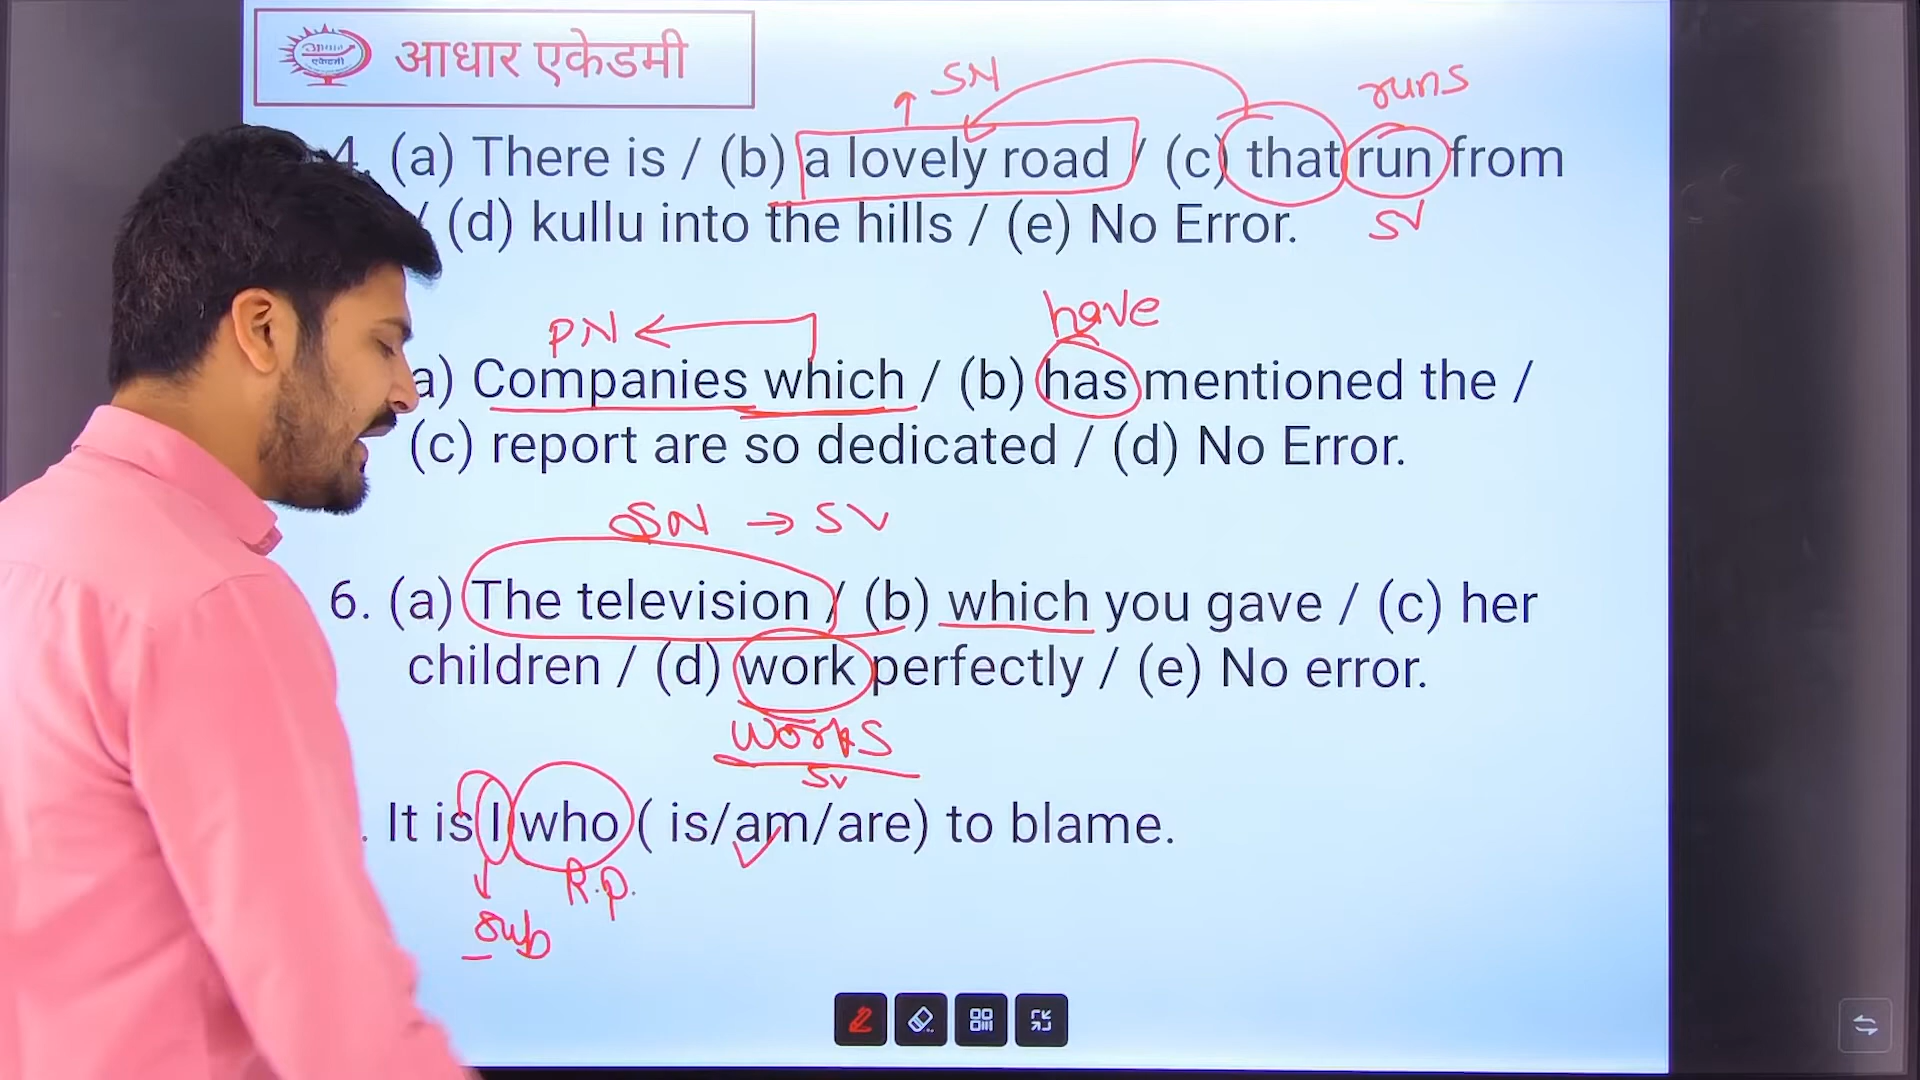 आधार एकेडमी
आधार एकेडमी
SN
runs
4. (a) There is / (b) a lovely road / (c) that run from
/ (d) kullu into the hills / (e) No Error.
SV
PN
have
a) Companies which / (b) has mentioned the /
(c) report are so dedicated / (d) No Error.
SN → SV
6. (a) The television / (b) which you gave / (c) her
children / (d) work perfectly / (e) No error.
works
SV
. It is I who ( is/am/are) to blame.
R.P.
Sub